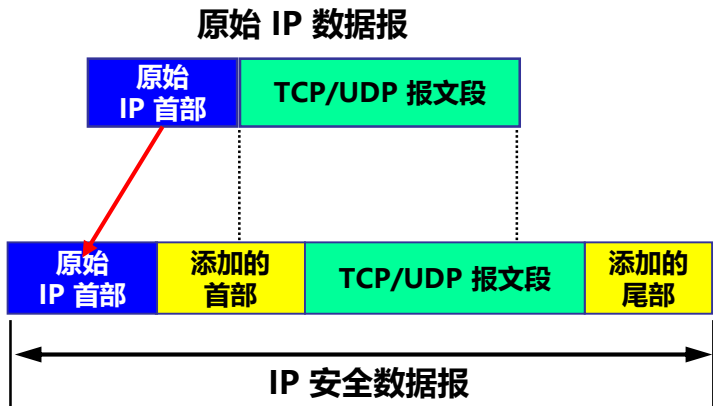 原始 IP 数据报
原始
IP 首部
TCP/UDP 报文段
原始
IP 首部
添加的
首部
TCP/UDP 报文段
添加的
尾部
IP 安全数据报